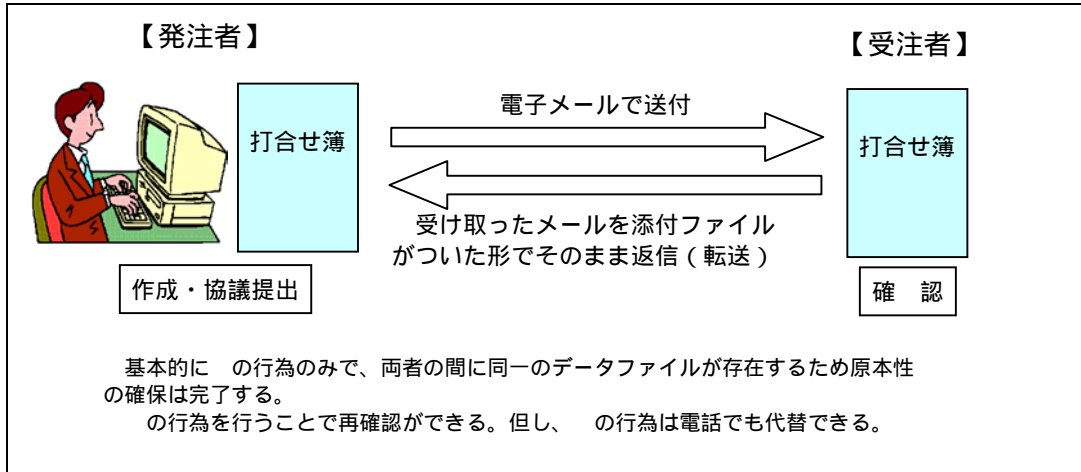 【発注者】
【受注者】
打合せ簿
電子メールで送付
打合せ簿
受け取ったメールを添付ファイル
がついた形でそのまま返信(転送)
作成・協議提出
確　認
基本的に　の行為のみで、両者の間に同一のデータファイルが存在するため原本性
の確保は完了する。
の行為を行うことで再確認ができる。但し、　の行為は電話でも代替できる。